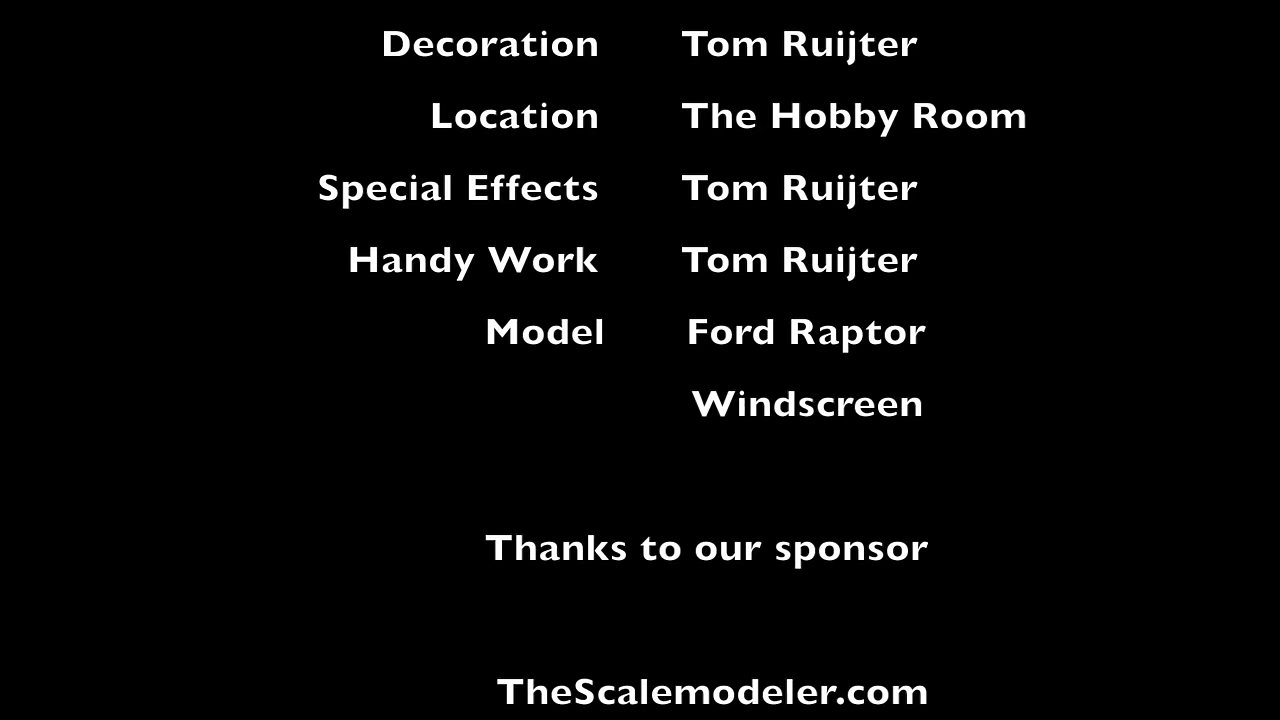 Decoration Tom Ruijter
Location The Hobby Room
Special Effects Tom Ruijter
Handy Work Tom Ruijter
Model Ford Raptor
Windscreen
Thanks to our sponsor
TheScalemodeler.com